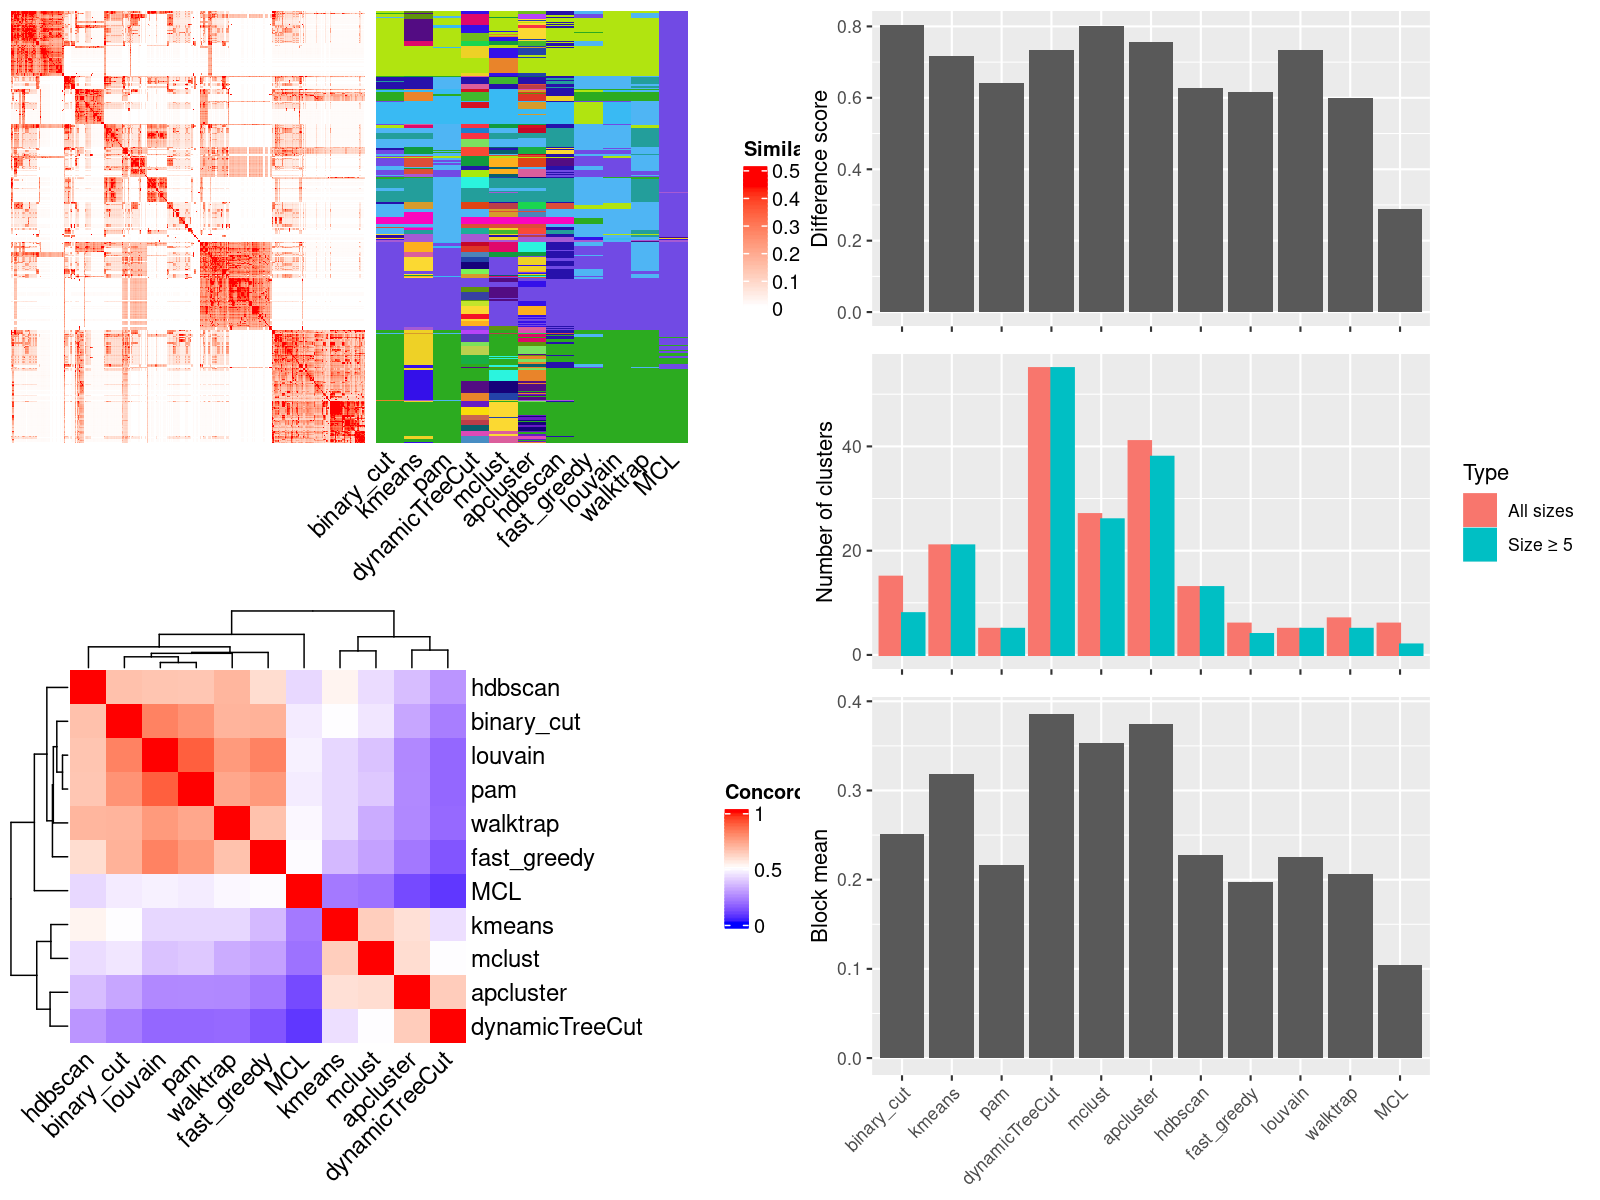 Simila
0.5
0.4
0.3
0.2
0.1
0
binary_cut
kmeans
pam
dynamicTreeCut
mclust
apcluster
hdbscan
fast_greedy
louvain
walktrap
MCL
hdbscan
binary_cut
louvain
pam
walktrap
fast_greedy
MCL
kmeans
mclust
apcluster
dynamicTreeCut
hdbscan
binary_cut
louvain
pam
walktrap
fast_greedy
MCL
kmeans
mclust
apcluster
dynamicTreeCut
Concord
1
0.5
0
Difference score
0.8
0.6
0.4
0.2
0.0
Number of clusters
40
20
0
Type
All sizes
Size ≥ 5
Block mean
0.4
0.3
0.2
0.1
0.0
binary_cut
kmeans
pam
dynamicTreeCut
mclust
apcluster
hdbscan
fast_greedy
louvain
walktrap
MCL